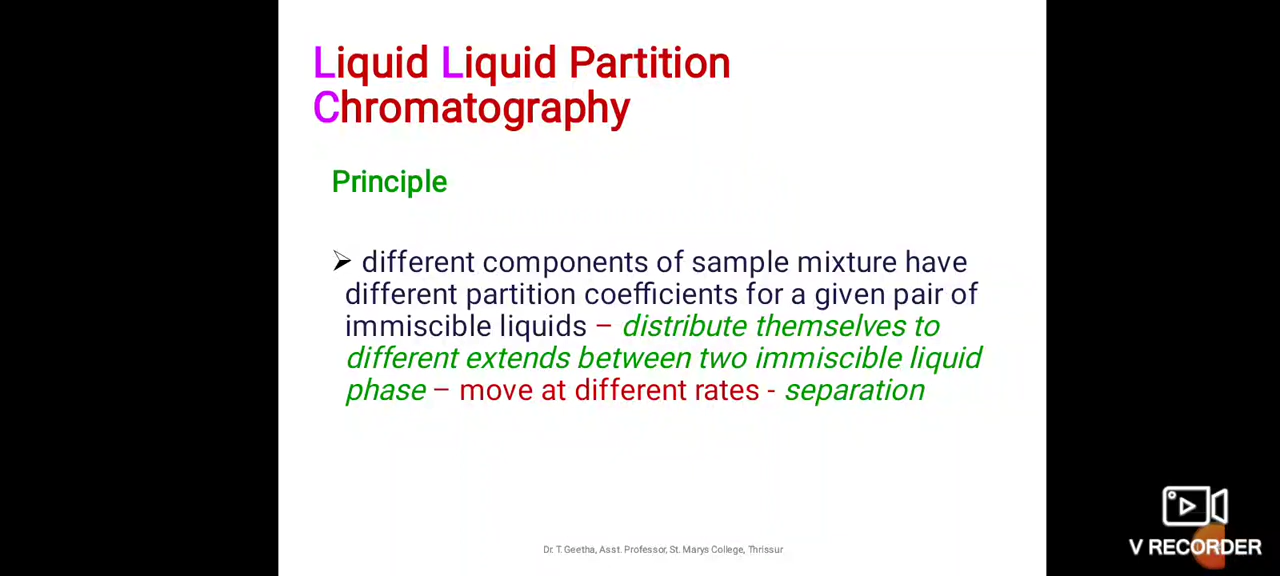 Liquid Liquid Partition
Chromatography
Principle
➢ different components of sample mixture have
different partition coefficients for a given pair of
immiscible liquids – distribute themselves to
different extends between two immiscible liquid
phase – move at different rates - separation
Dr. T. Geetha, Asst. Professor, St. Marys College, Thrissur
V RECORDER